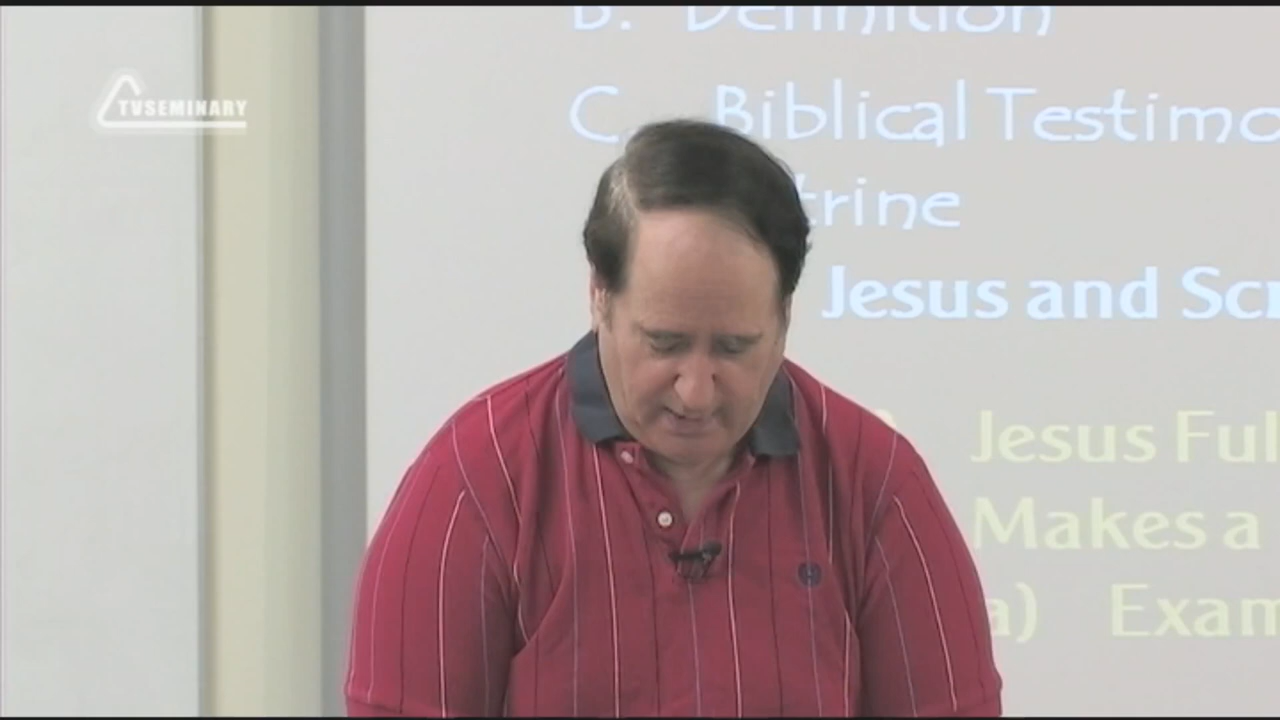 TVSEMINARY
B. Definition
C. Biblical Testimo
trine
Jesus and Scr
Jesus Ful
Makes a
a) Exam